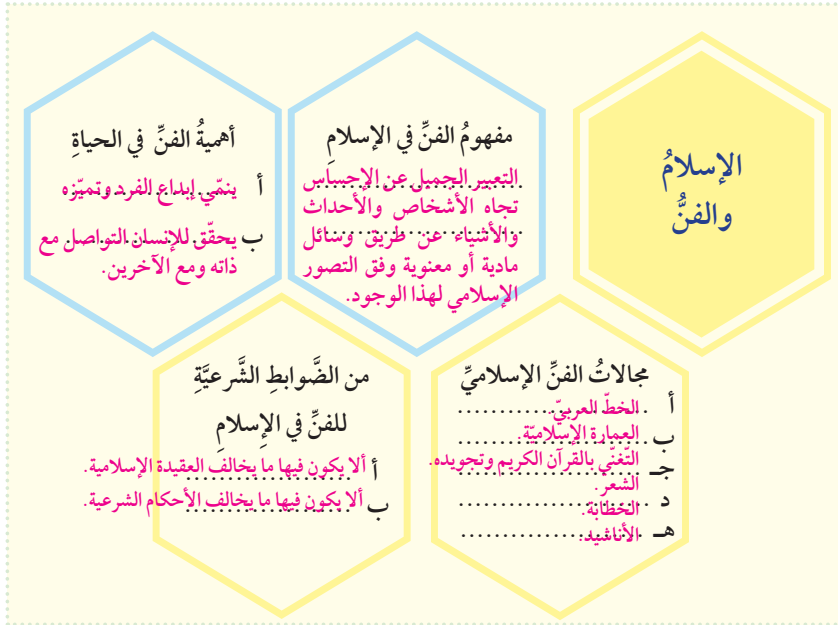 الإسلامُ
والفنُّ
مفهومُ الفنِّ في الإسلامِ
التعبير الجميل عن الإحساس
تجاه الأشخاص والأحداث
والأشياء عن طريق وسائل
مادية أو معنوية وفق التصور
الإسلامي لهذا الوجود.
أهميةُ الفنِّ في الحياةِ
أ ينمّي إبداع الفرد وتميّزه
ب يحقّق للإنسان التواصل مع
ذاته ومع الآخرين.
مجالاتُ الفنِّ الإسلاميِّ
أ الخطّ العربيّ.
ب العمارة الإسلاميّة.
جـ التّغنّي بالقرآن الكريم وتجويده.
الشعر.
د الخطابة.
هـ الأناشيد.
من الضَّوابطِ الشَّرعيَّةِ
للفنِّ في الإسلامِ
أ ألا يكون فيها ما يخالف العقيدة الإسلامية.
ب ألا يكون فيها ما يخالف الأحكام الشرعية.